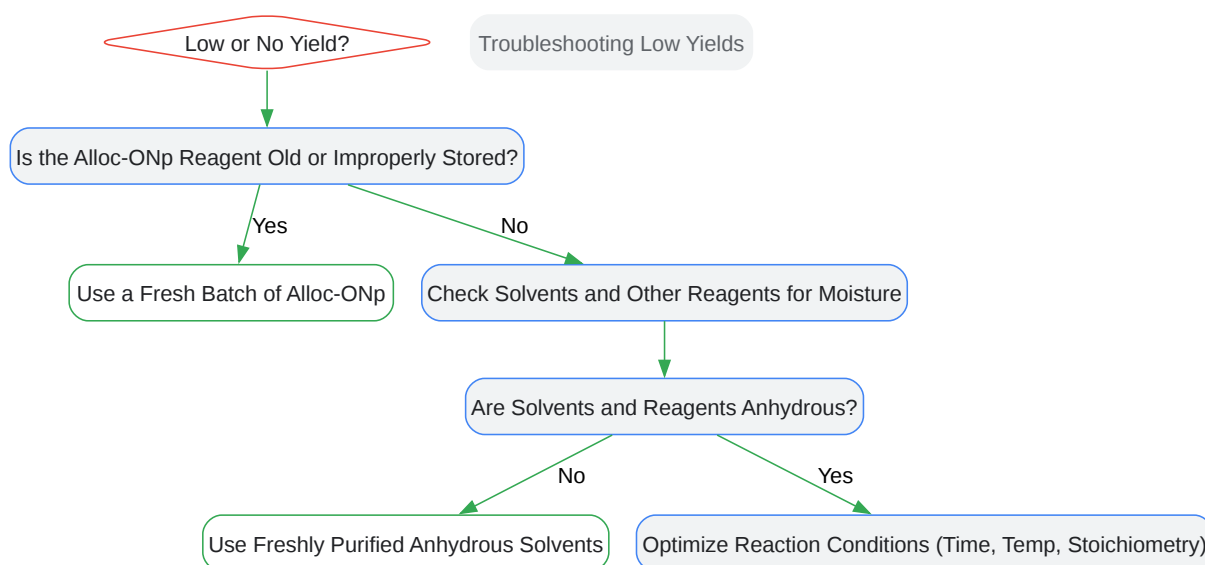 Low or No Yield?
Troubleshooting Low Yields
Is the Alloc-ONp Reagent Old or Improperly Stored?
Yes
No
Use a Fresh Batch of Alloc-ONp
Check Solvents and Other Reagents for Moisture
Are Solvents and Reagents Anhydrous?
No
Yes
Use Freshly Purified Anhydrous Solvents
Optimize Reaction Conditions (Time, Temp, Stoichiometry)